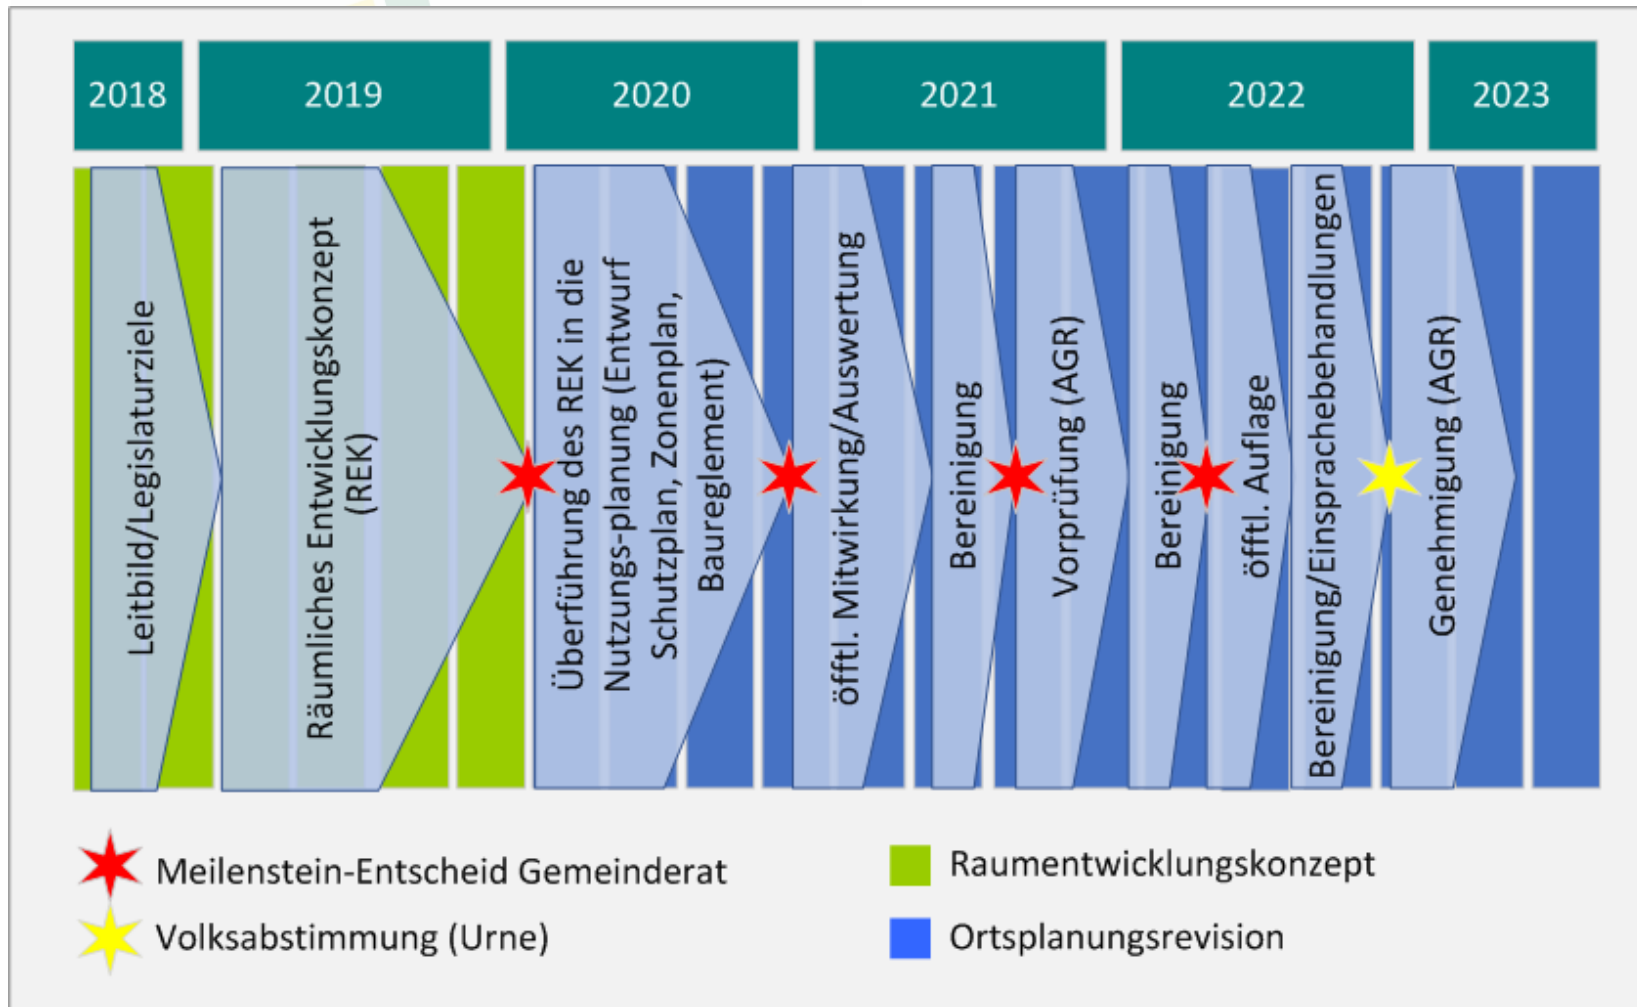 2018
2019
2020
2021
2022
2023
Leitbild/Legislaturziele
Räumliches Entwicklungskonzept
(REK)
Überführung des REK in die
Nutzungs-planung (Entwurf
Schutzplan, Zonenplan,
Baureglement)
öfftl. Mitwirkung/Auswertung
Bereinigung
Vorprüfung (AGR)
Bereinigung
öfftl. Auflage
Bereinigung/Einsprachebehandlungen
Genehmigung (AGR)
Meilenstein-Entscheid Gemeinderat
Volksabstimmung (Urne)
Raumentwicklungskonzept
Ortsplanungsrevision